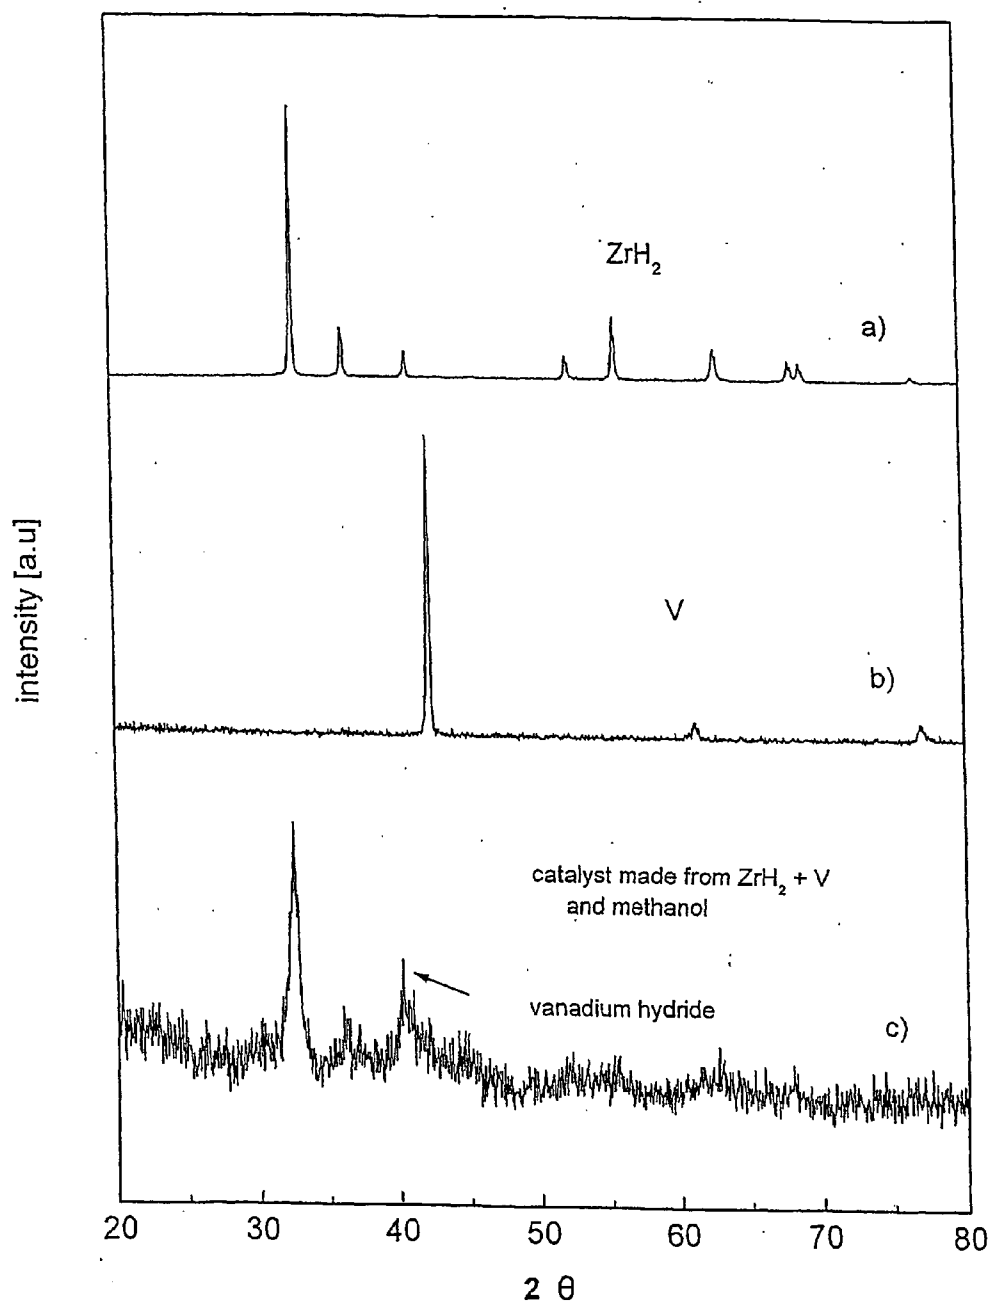 ZrH₂
a)
V
b)
intensity [a.u]
catalyst made from ZrH₂ + V
and methanol
vanadium hydride
c)
20 30 40 50 60 70 80
2 θ